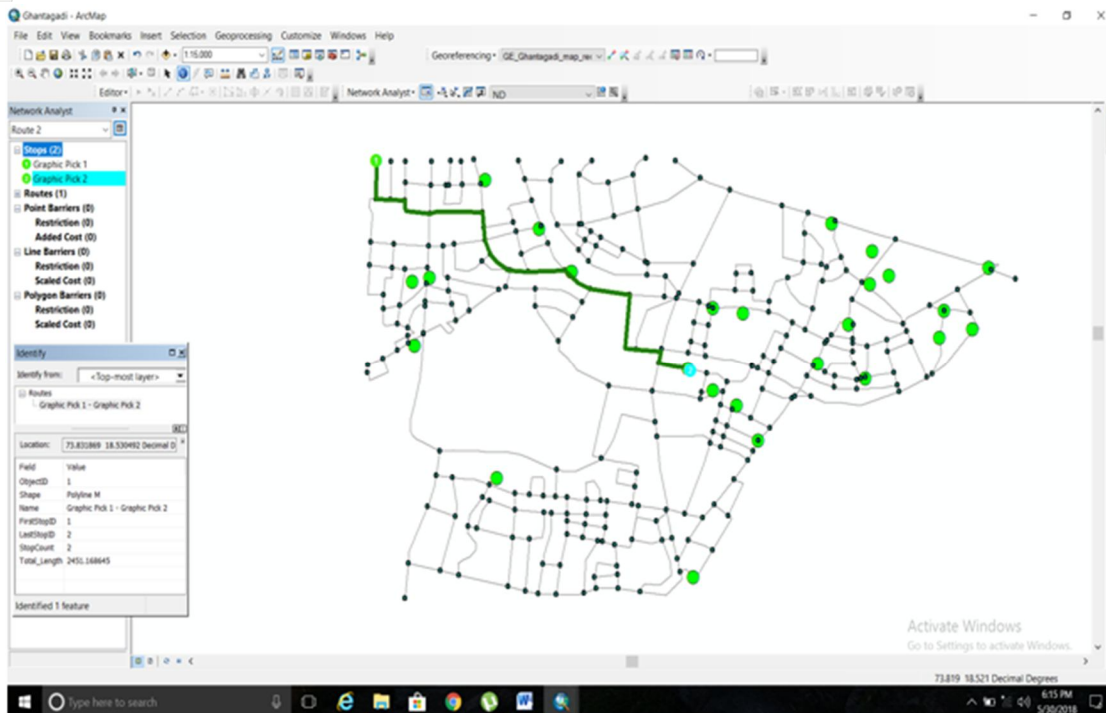 Ghantagadi - ArcMap
File Edit View Bookmarks Insert Selection Geoprocessing Customize Windows Help
1:15,000
Georeferencing
Editor
Network Analyst
ND
Network Analyst
Route 2
Stops (2)
1 Graphic Pick 1
2 Graphic Pick 2
Routes (1)
Point Barriers (0)
Restriction (0)
Added Cost (0)
Line Barriers (0)
Restriction (0)
Scaled Cost (0)
Polygon Barriers (0)
Restriction (0)
Scaled Cost (0)
1
2
Identify
Identify from: <Top-most layer>
Routes
Graphic Pick 1 - Graphic Pick 2
Location: 73.831869 18.530492 Decimal D
Field Value
ObjectID 1
Shape Polyline M
Name Graphic Pick 1 - Graphic Pick 2
FirstStopID 1
LastStopID 2
StopCount 2
Total_Length 2451.168645
Identified 1 feature
Activate Windows
Go to Settings to activate Windows.
73.819 18.521 Decimal Degrees
Type here to search
6:15 PM
5/30/2018